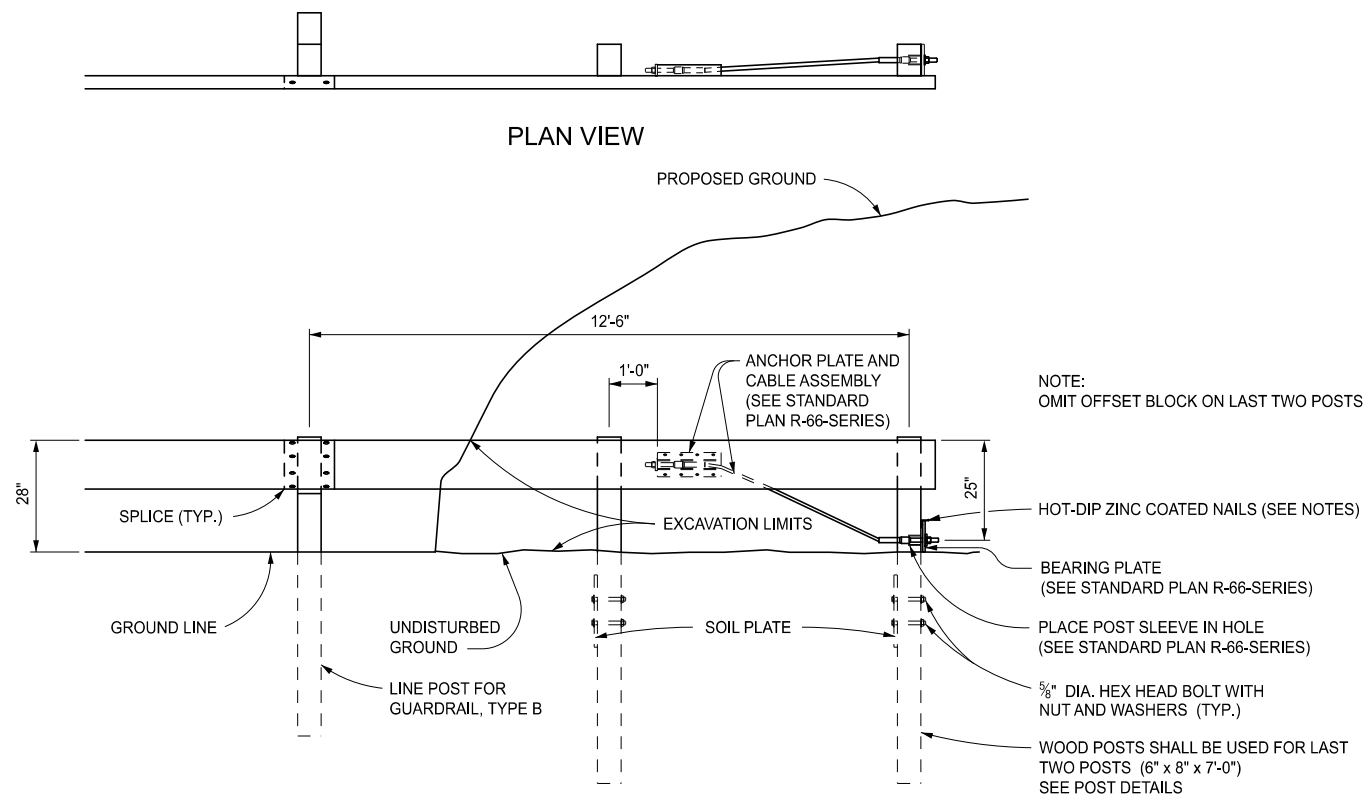 PLAN VIEW
PROPOSED GROUND
12'-6"
1'-0"
ANCHOR PLATE AND
CABLE ASSEMBLY
(SEE STANDARD
PLAN R-66-SERIES)
NOTE:
OMIT OFFSET BLOCK ON LAST TWO POSTS
28"
25"
SPLICE (TYP.)
EXCAVATION LIMITS
HOT-DIP ZINC COATED NAILS (SEE NOTES)
BEARING PLATE
(SEE STANDARD PLAN R-66-SERIES)
GROUND LINE
UNDISTURBED
GROUND
SOIL PLATE
PLACE POST SLEEVE IN HOLE
(SEE STANDARD PLAN R-66-SERIES)
LINE POST FOR
GUARDRAIL, TYPE B
⅝" DIA. HEX HEAD BOLT WITH
NUT AND WASHERS (TYP.)
WOOD POSTS SHALL BE USED FOR LAST
TWO POSTS (6" x 8" x 7'-0")
SEE POST DETAILS